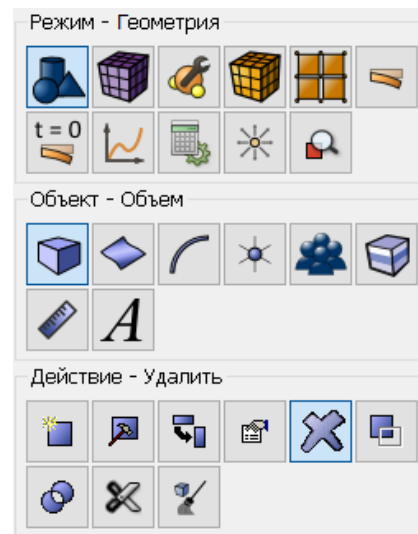 Режим - Геометрия
t = 0
Объект - Объем
A
Действие - Удалить